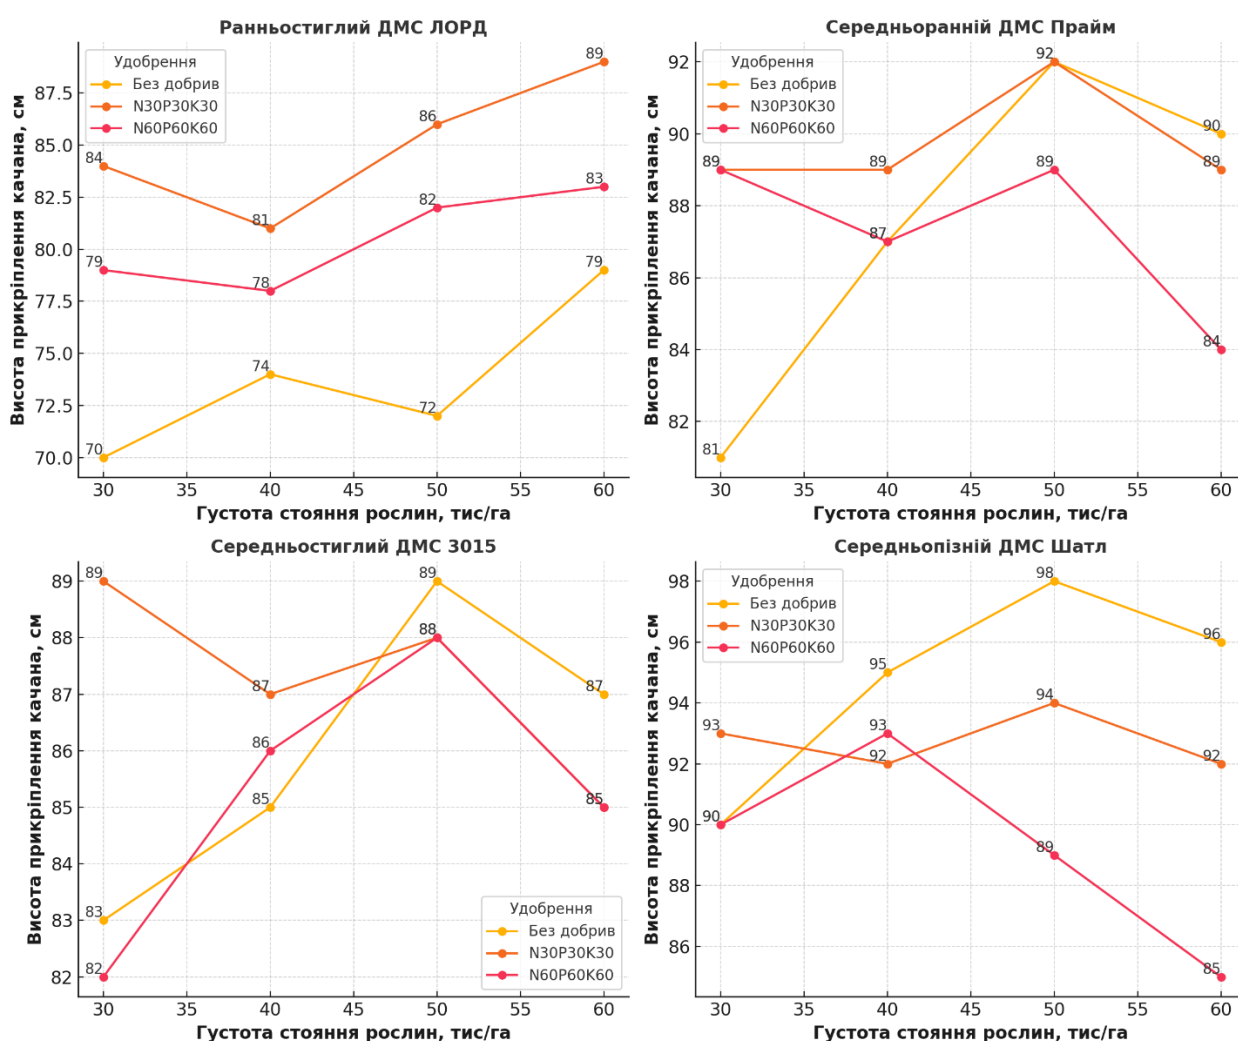 Ранньостиглий ДМС ЛОРД
Удобрення
Без добрив
N30P30K30
N60P60K60
Висота прикріплення качана, см
87.5
85.0
82.5
80.0
77.5
75.0
72.5
70.0
84
81
86
89
79
78
82
83
70
74
72
79
30 35 40 45 50 55 60
Густота стояння рослин, тис/га
Середньоранній ДМС Прайм
Удобрення
Без добрив
N30P30K30
N60P60K60
Висота прикріплення качана, см
92
90
88
86
84
82
92
90
89
89
89
89
87
84
81
30 35 40 45 50 55 60
Густота стояння рослин, тис/га
Середньостиглий ДМС 3015
Висота прикріплення качана, см
89
88
87
86
85
84
83
82
89
87
88
89
87
86
85
85
83
82
Удобрення
Без добрив
N30P30K30
N60P60K60
30 35 40 45 50 55 60
Густота стояння рослин, тис/га
Середньопізній ДМС Шатл
Удобрення
Без добрив
N30P30K30
N60P60K60
Висота прикріплення качана, см
98
96
94
92
90
88
86
98
96
95
94
93
93
92
92
90
89
85
30 35 40 45 50 55 60
Густота стояння рослин, тис/га